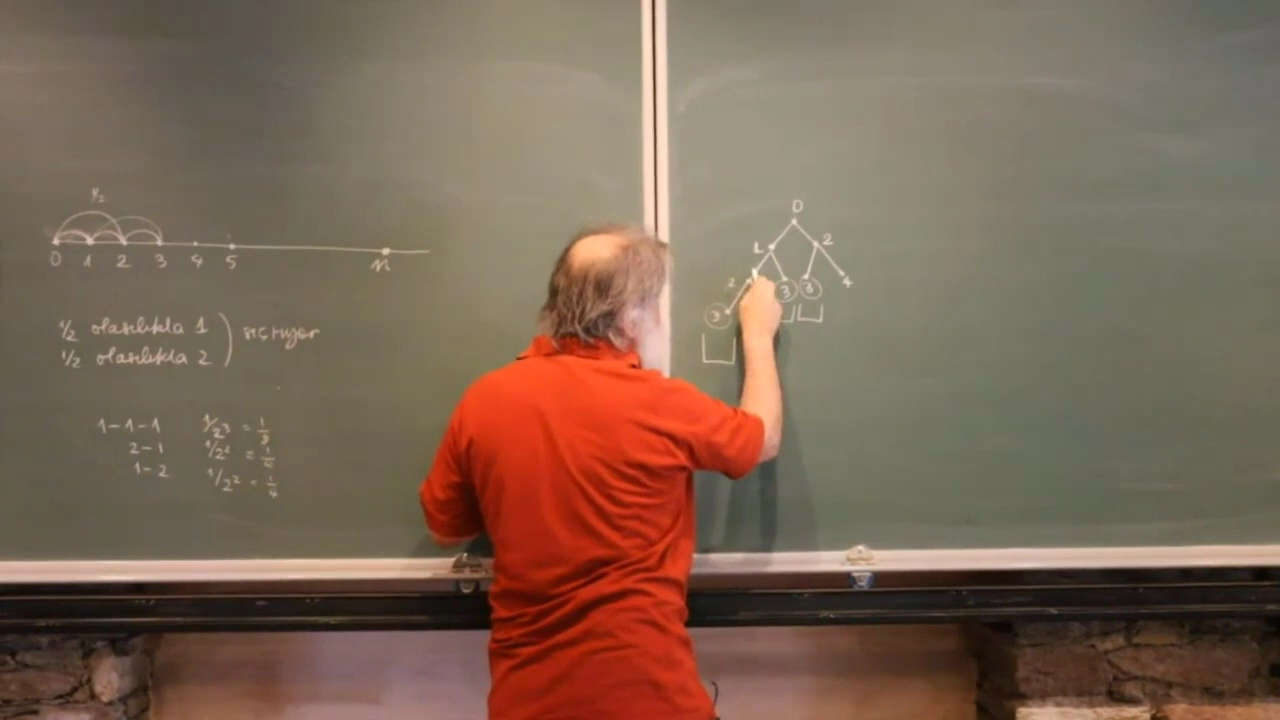 1/2
0 1 2 3 4 5 n
1/2 olasılıkla 1
1/2 olasılıkla 2 ) sıçrıyor
1-1-1 1/2³ = 1/8
2-1 1/2² = 1/4
1-2 1/2² = 1/4
0
1 2
2 3 3 4
3